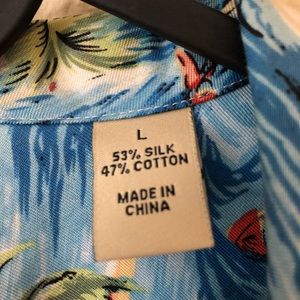 L
53% SILK
47% COTTON
MADE IN
CHINA